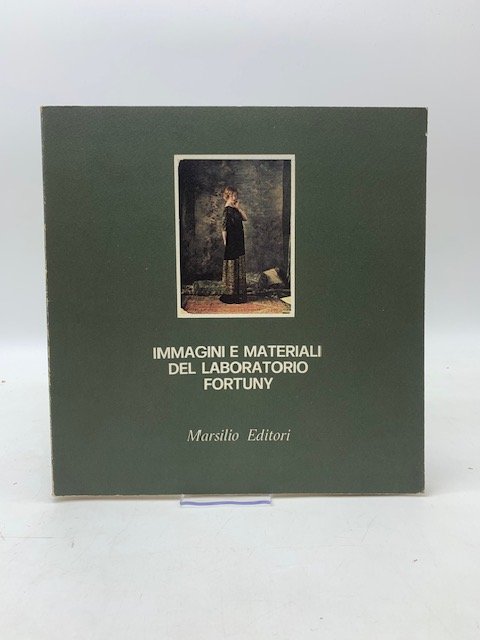 IMMAGINI E MATERIALI
DEL LABORATORIO
FORTUNY
Marsilio Editori